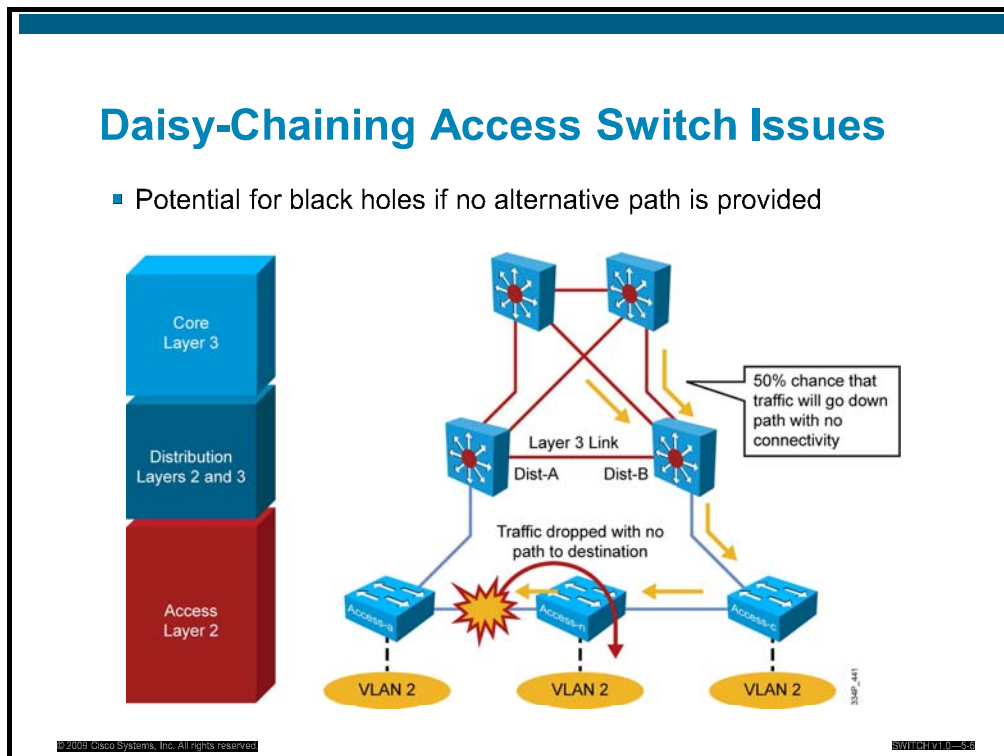 Daisy-Chaining Access Switch Issues
Potential for black holes if no alternative path is provided
Core
Layer 3
50% chance that
traffic will go down
path with no
connectivity
Distribution
Layers 2 and 3
Layer 3 Link
Dist-A
Dist-B
Traffic dropped with no
path to destination
Access
Layer 2
Access-a
Access-n
Access-c
VLAN 2
VLAN 2
VLAN 2
334P_441
© 2009 Cisco Systems, Inc. All rights reserved.
SWITCH v1.0—5-6